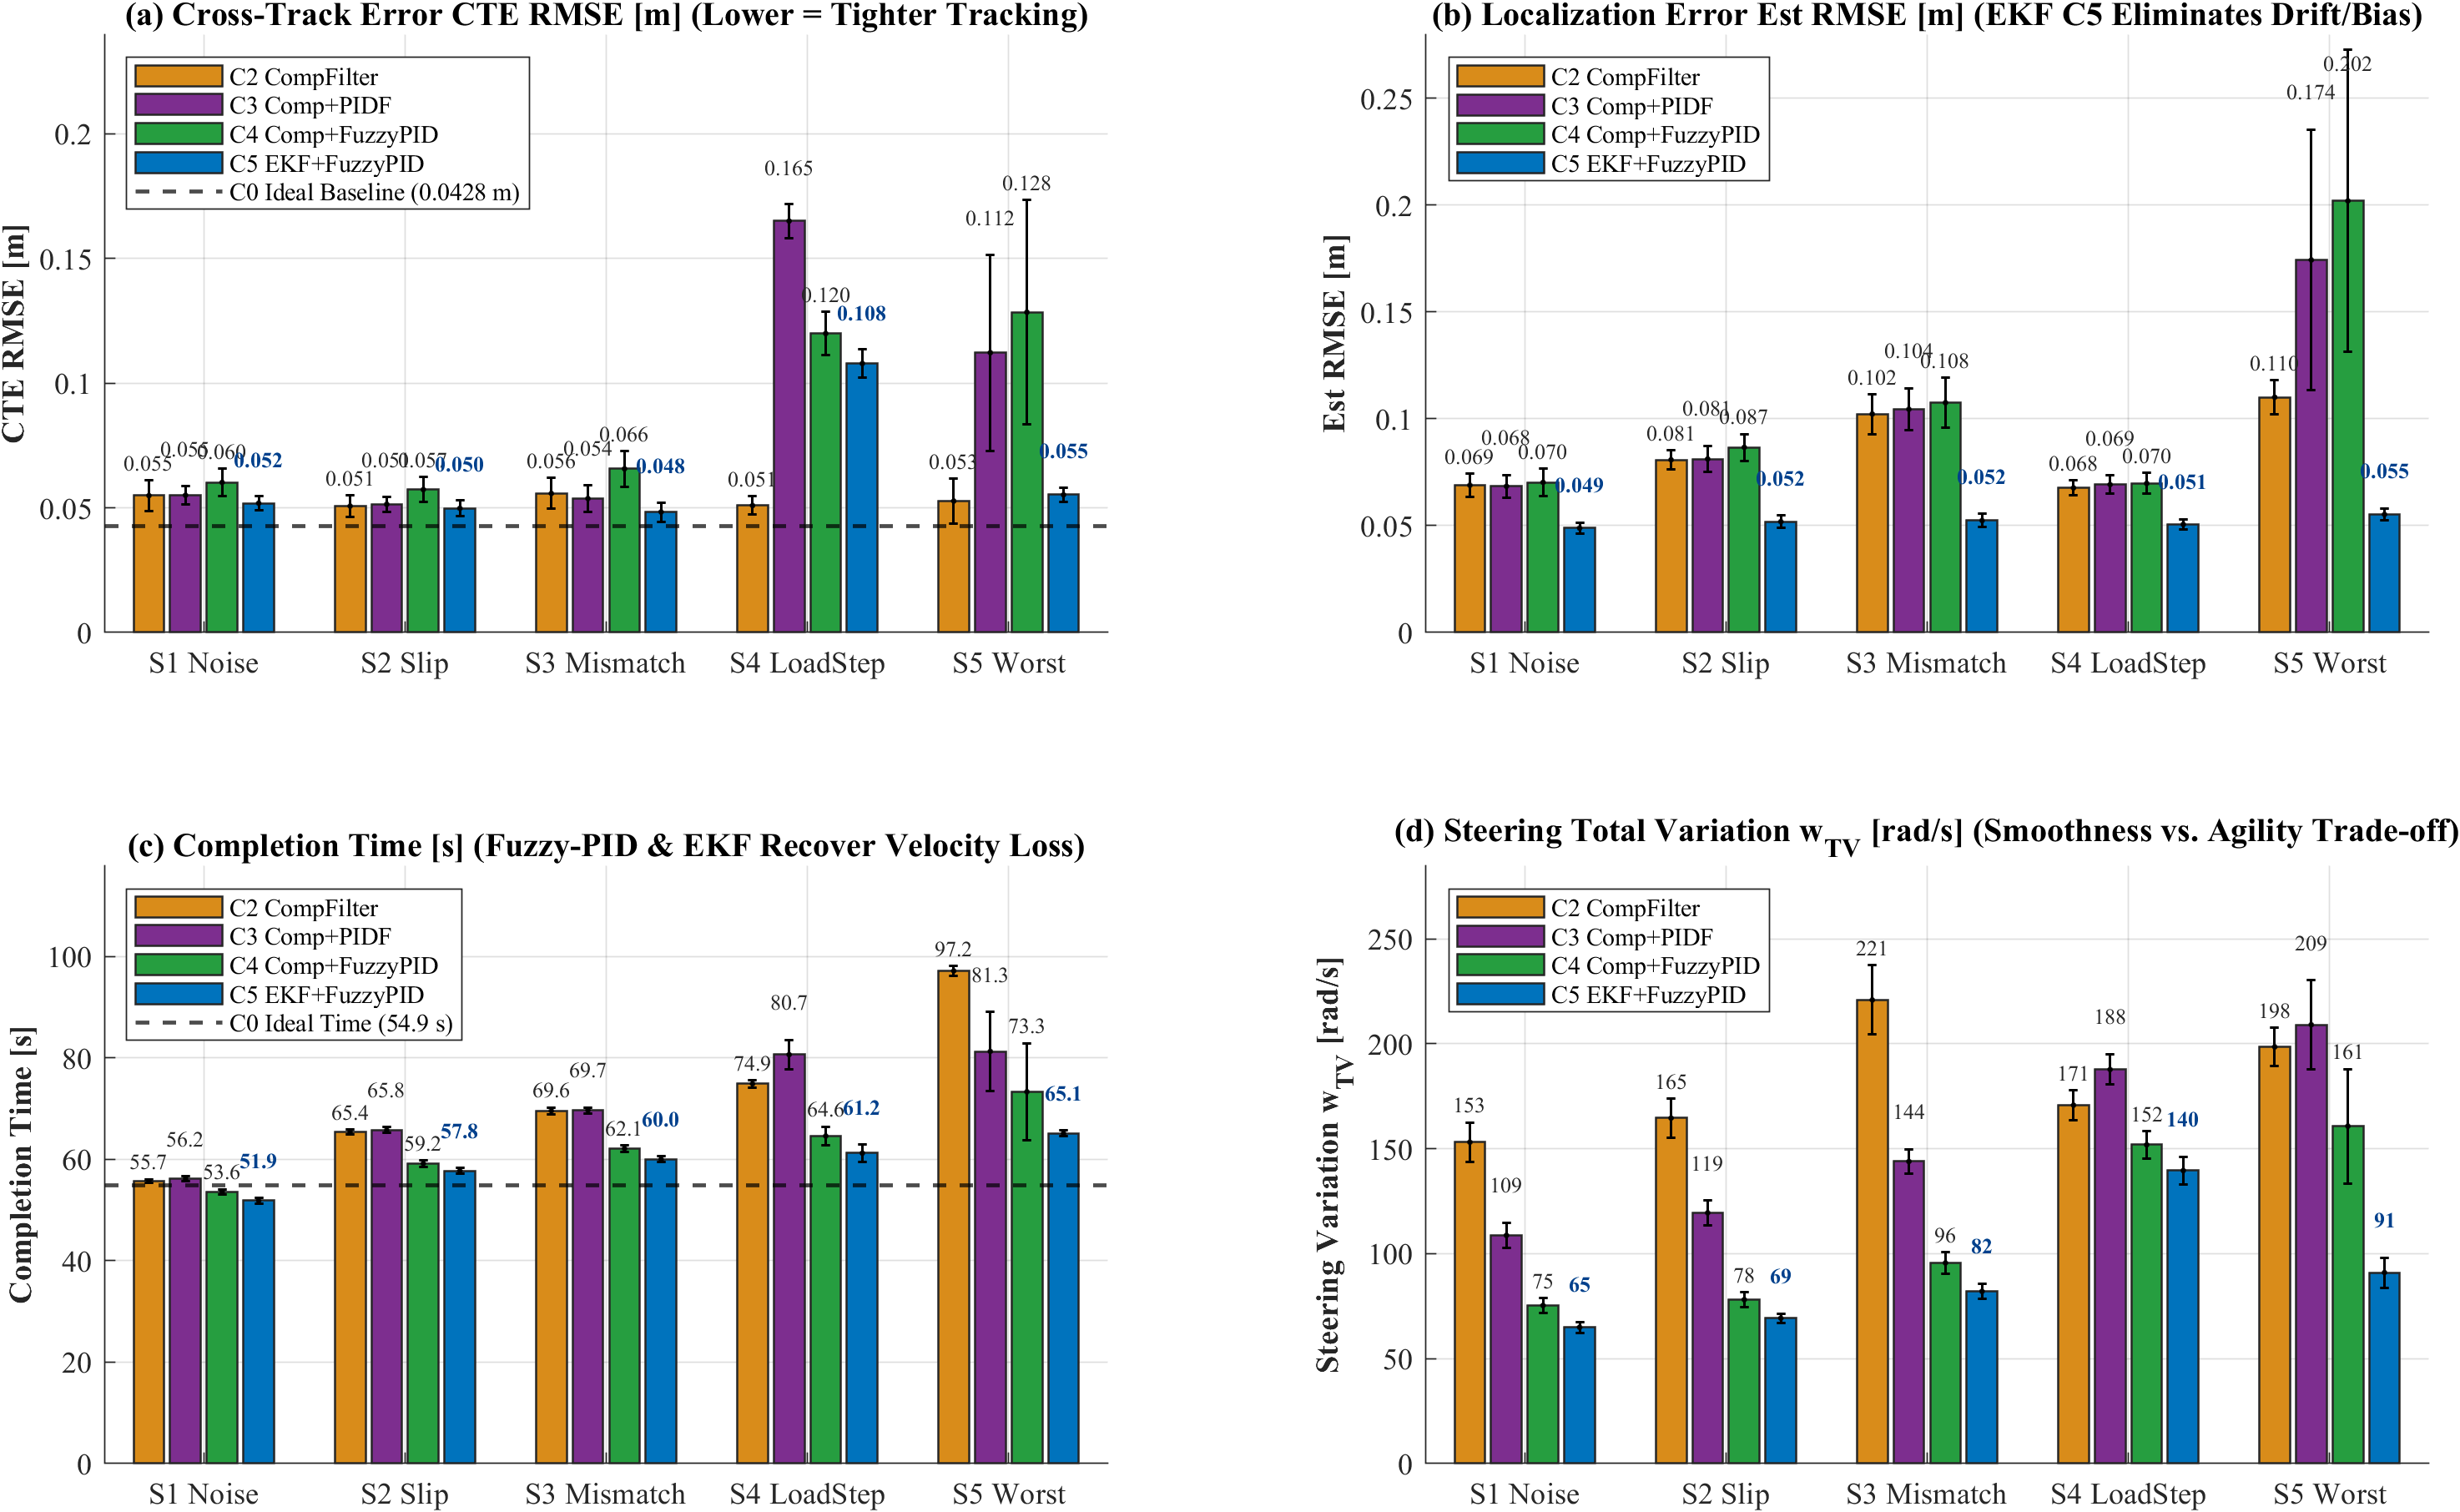 (a) Cross-Track Error CTE RMSE [m] (Lower = Tighter Tracking)
C2 CompFilter
C3 Comp+PIDF
C4 Comp+FuzzyPID
C5 EKF+FuzzyPID
C0 Ideal Baseline (0.0428 m)
CTE RMSE [m]
0.2
0.15
0.1
0.05
0
0.055
0.055
0.060
0.052
0.051
0.050
0.057
0.050
0.056
0.054
0.066
0.048
0.051
0.165
0.120
0.108
0.053
0.112
0.128
0.055
S1 Noise
S2 Slip
S3 Mismatch
S4 LoadStep
S5 Worst
(b) Localization Error Est RMSE [m] (EKF C5 Eliminates Drift/Bias)
C2 CompFilter
C3 Comp+PIDF
C4 Comp+FuzzyPID
C5 EKF+FuzzyPID
Est RMSE [m]
0.25
0.2
0.15
0.1
0.05
0
0.069
0.068
0.070
0.049
0.081
0.081
0.087
0.052
0.102
0.104
0.108
0.052
0.068
0.069
0.070
0.051
0.110
0.174
0.202
0.055
S1 Noise
S2 Slip
S3 Mismatch
S4 LoadStep
S5 Worst
(c) Completion Time [s] (Fuzzy-PID & EKF Recover Velocity Loss)
C2 CompFilter
C3 Comp+PIDF
C4 Comp+FuzzyPID
C5 EKF+FuzzyPID
C0 Ideal Time (54.9 s)
Completion Time [s]
100
80
60
40
20
0
55.7
56.2
53.6
51.9
65.4
65.8
59.2
57.8
69.6
69.7
62.1
60.0
74.9
80.7
64.6
61.2
97.2
81.3
73.3
65.1
S1 Noise
S2 Slip
S3 Mismatch
S4 LoadStep
S5 Worst
(d) Steering Total Variation w_TV [rad/s] (Smoothness vs. Agility Trade-off)
C2 CompFilter
C3 Comp+PIDF
C4 Comp+FuzzyPID
C5 EKF+FuzzyPID
Steering Variation w_TV [rad/s]
250
200
150
100
50
0
153
109
75
65
165
119
78
69
221
144
96
82
171
188
152
140
198
209
161
91
S1 Noise
S2 Slip
S3 Mismatch
S4 LoadStep
S5 Worst